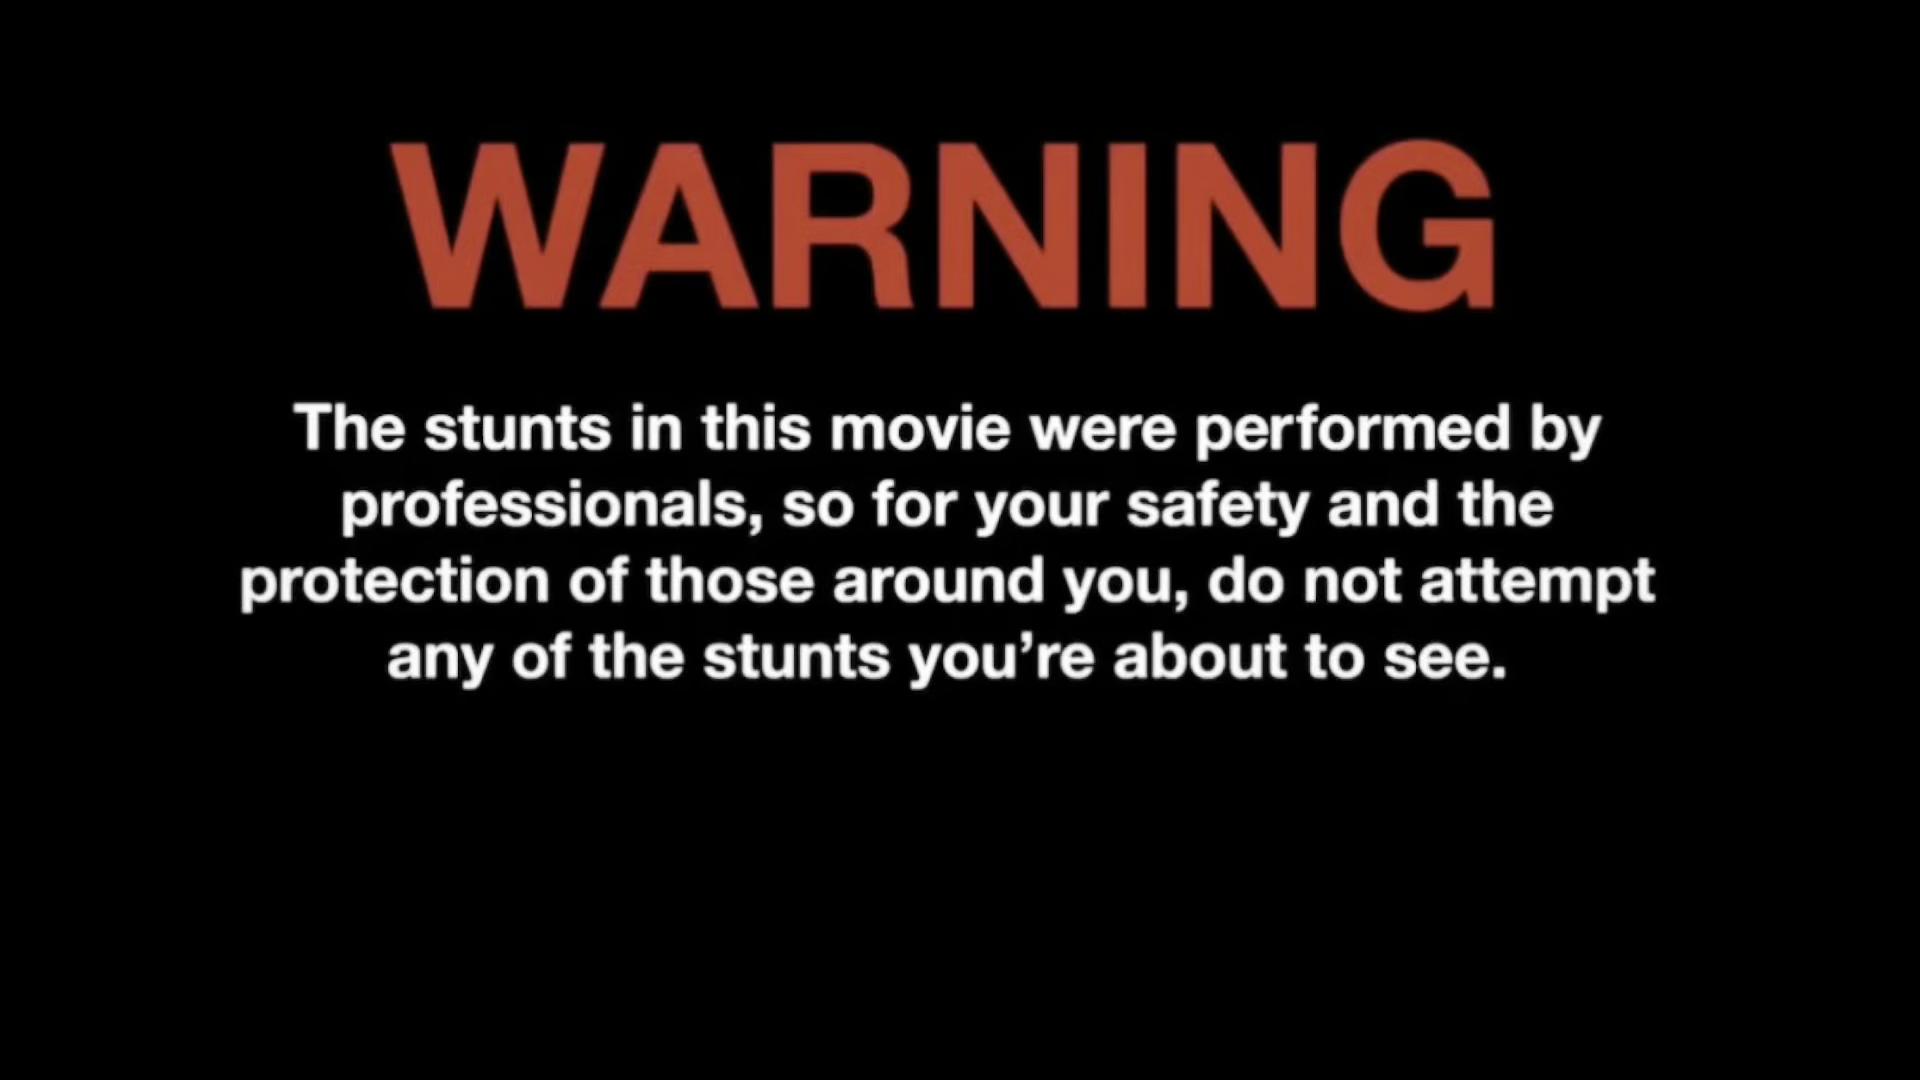 WARNING
The stunts in this movie were performed by
professionals, so for your safety and the
protection of those around you, do not attempt
any of the stunts you’re about to see.